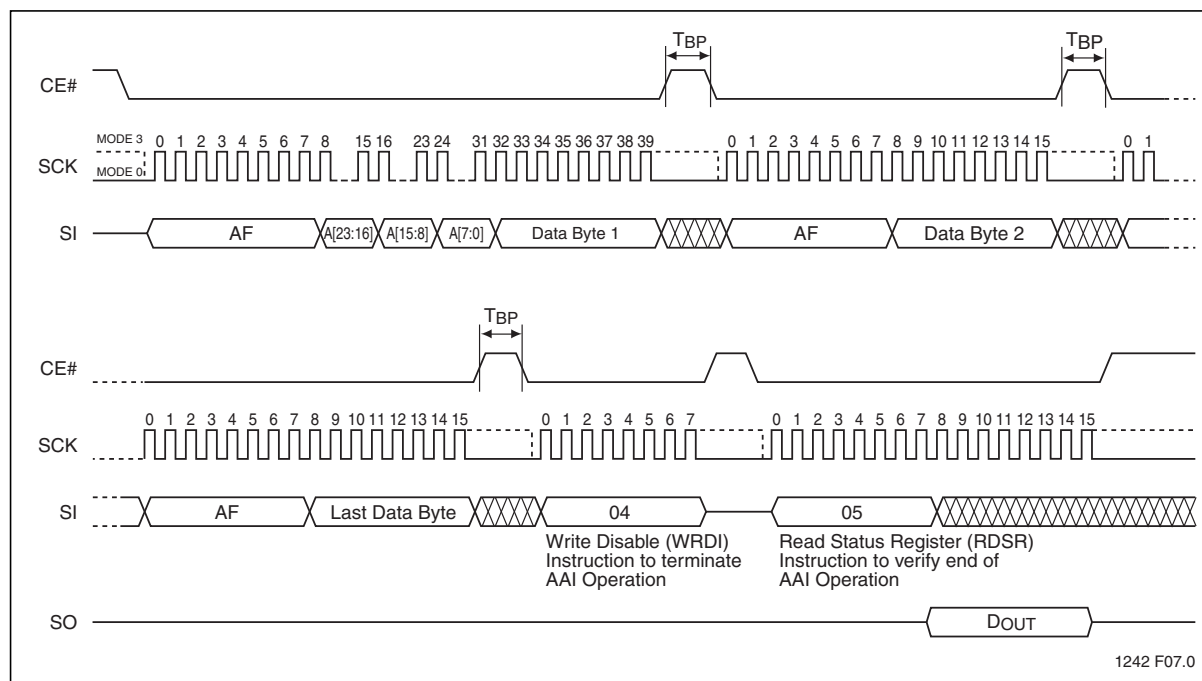 TBP TBP
CE#
MODE 3 0 1 2 3 4 5 6 7 8 15 16 23 24 31 32 33 34 35 36 37 38 39 0 1 2 3 4 5 6 7 8 9 10 11 12 13 14 15 0 1
SCK
MODE 0
SI AF A[23:16] A[15:8] A[7:0] Data Byte 1 AF Data Byte 2
TBP
CE#
0 1 2 3 4 5 6 7 8 9 10 11 12 13 14 15 0 1 2 3 4 5 6 7 0 1 2 3 4 5 6 7 8 9 10 11 12 13 14 15
SCK
SI AF Last Data Byte 04 05
Write Disable (WRDI)
Instruction to terminate
AAI Operation
Read Status Register (RDSR)
Instruction to verify end of
AAI Operation
SO DOUT
1242 F07.0